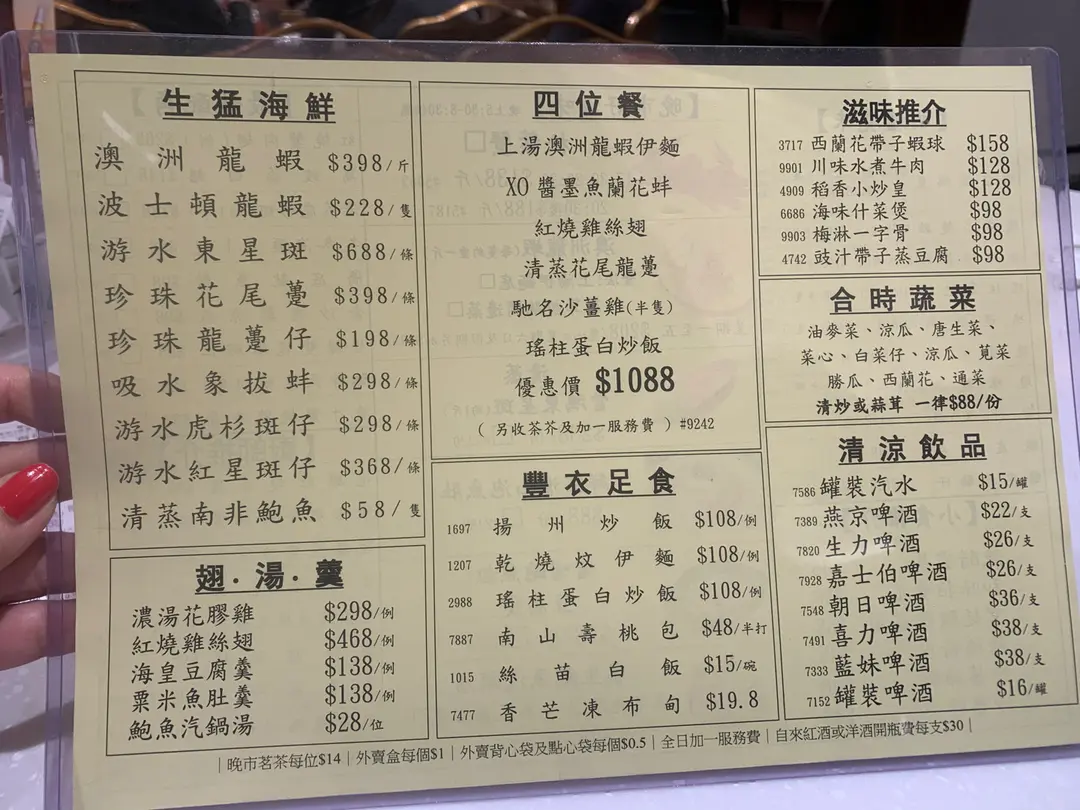 生猛海鮮
澳洲龍蝦 $398/斤
波士頓龍蝦 $228/隻
游水東星斑 $688/條
珍珠花尾躉 $398/條
珍珠龍躉仔 $198/條
吸水象拔蚌 $298/條
游水虎杉斑仔 $298/條
游水紅星斑仔 $368/條
清蒸南非鮑魚 $58/隻
翅.湯.羹
濃湯花膠雞 $298/例
紅燒雞絲翅 $468/例
海皇豆腐羹 $138/例
粟米魚肚羹 $138/例
鮑魚汽鍋湯 $28/位
四位餐
上湯澳洲龍蝦伊麵
XO醬墨魚蘭花蚌
紅燒雞絲翅
清蒸花尾龍躉
馳名沙薑雞(半隻)
瑤柱蛋白炒飯
優惠價 $1088
（另收茶芥及加一服務費）#9242
豐衣足食
1697 揚州炒飯 $108/例
1207 乾燒炆伊麵 $108/例
2988 瑤柱蛋白炒飯 $108/例
7887 南山壽桃包 $48/半打
1015 絲苗白飯 $15/碗
7477 香芒凍布甸 $19.8
滋味推介
3717 西蘭花帶子蝦球 $158
9901 川味水煮牛肉 $128
4909 稻香小炒皇 $128
6686 海味什菜煲 $98
9903 梅淋一字骨 $98
4742 豉汁帶子蒸豆腐 $98
合時蔬菜
油麥菜、涼瓜、唐生菜、
菜心、白菜仔、涼瓜、莧菜
勝瓜、西蘭花、通菜
清炒或蒜茸 一律$88/份
清涼飲品
7586 罐裝汽水 $15/罐
7389 燕京啤酒 $22/支
7820 生力啤酒 $26/支
7928 嘉士伯啤酒 $26/支
7548 朝日啤酒 $36/支
7491 喜力啤酒 $38/支
7333 藍妹啤酒 $38/支
7152 罐裝啤酒 $16/罐
|晚市茗茶每位$14|外賣盒每個$1|外賣背心袋及點心袋每個$0.5|全日加一服務費|自來紅酒或洋酒開瓶費每支$30|